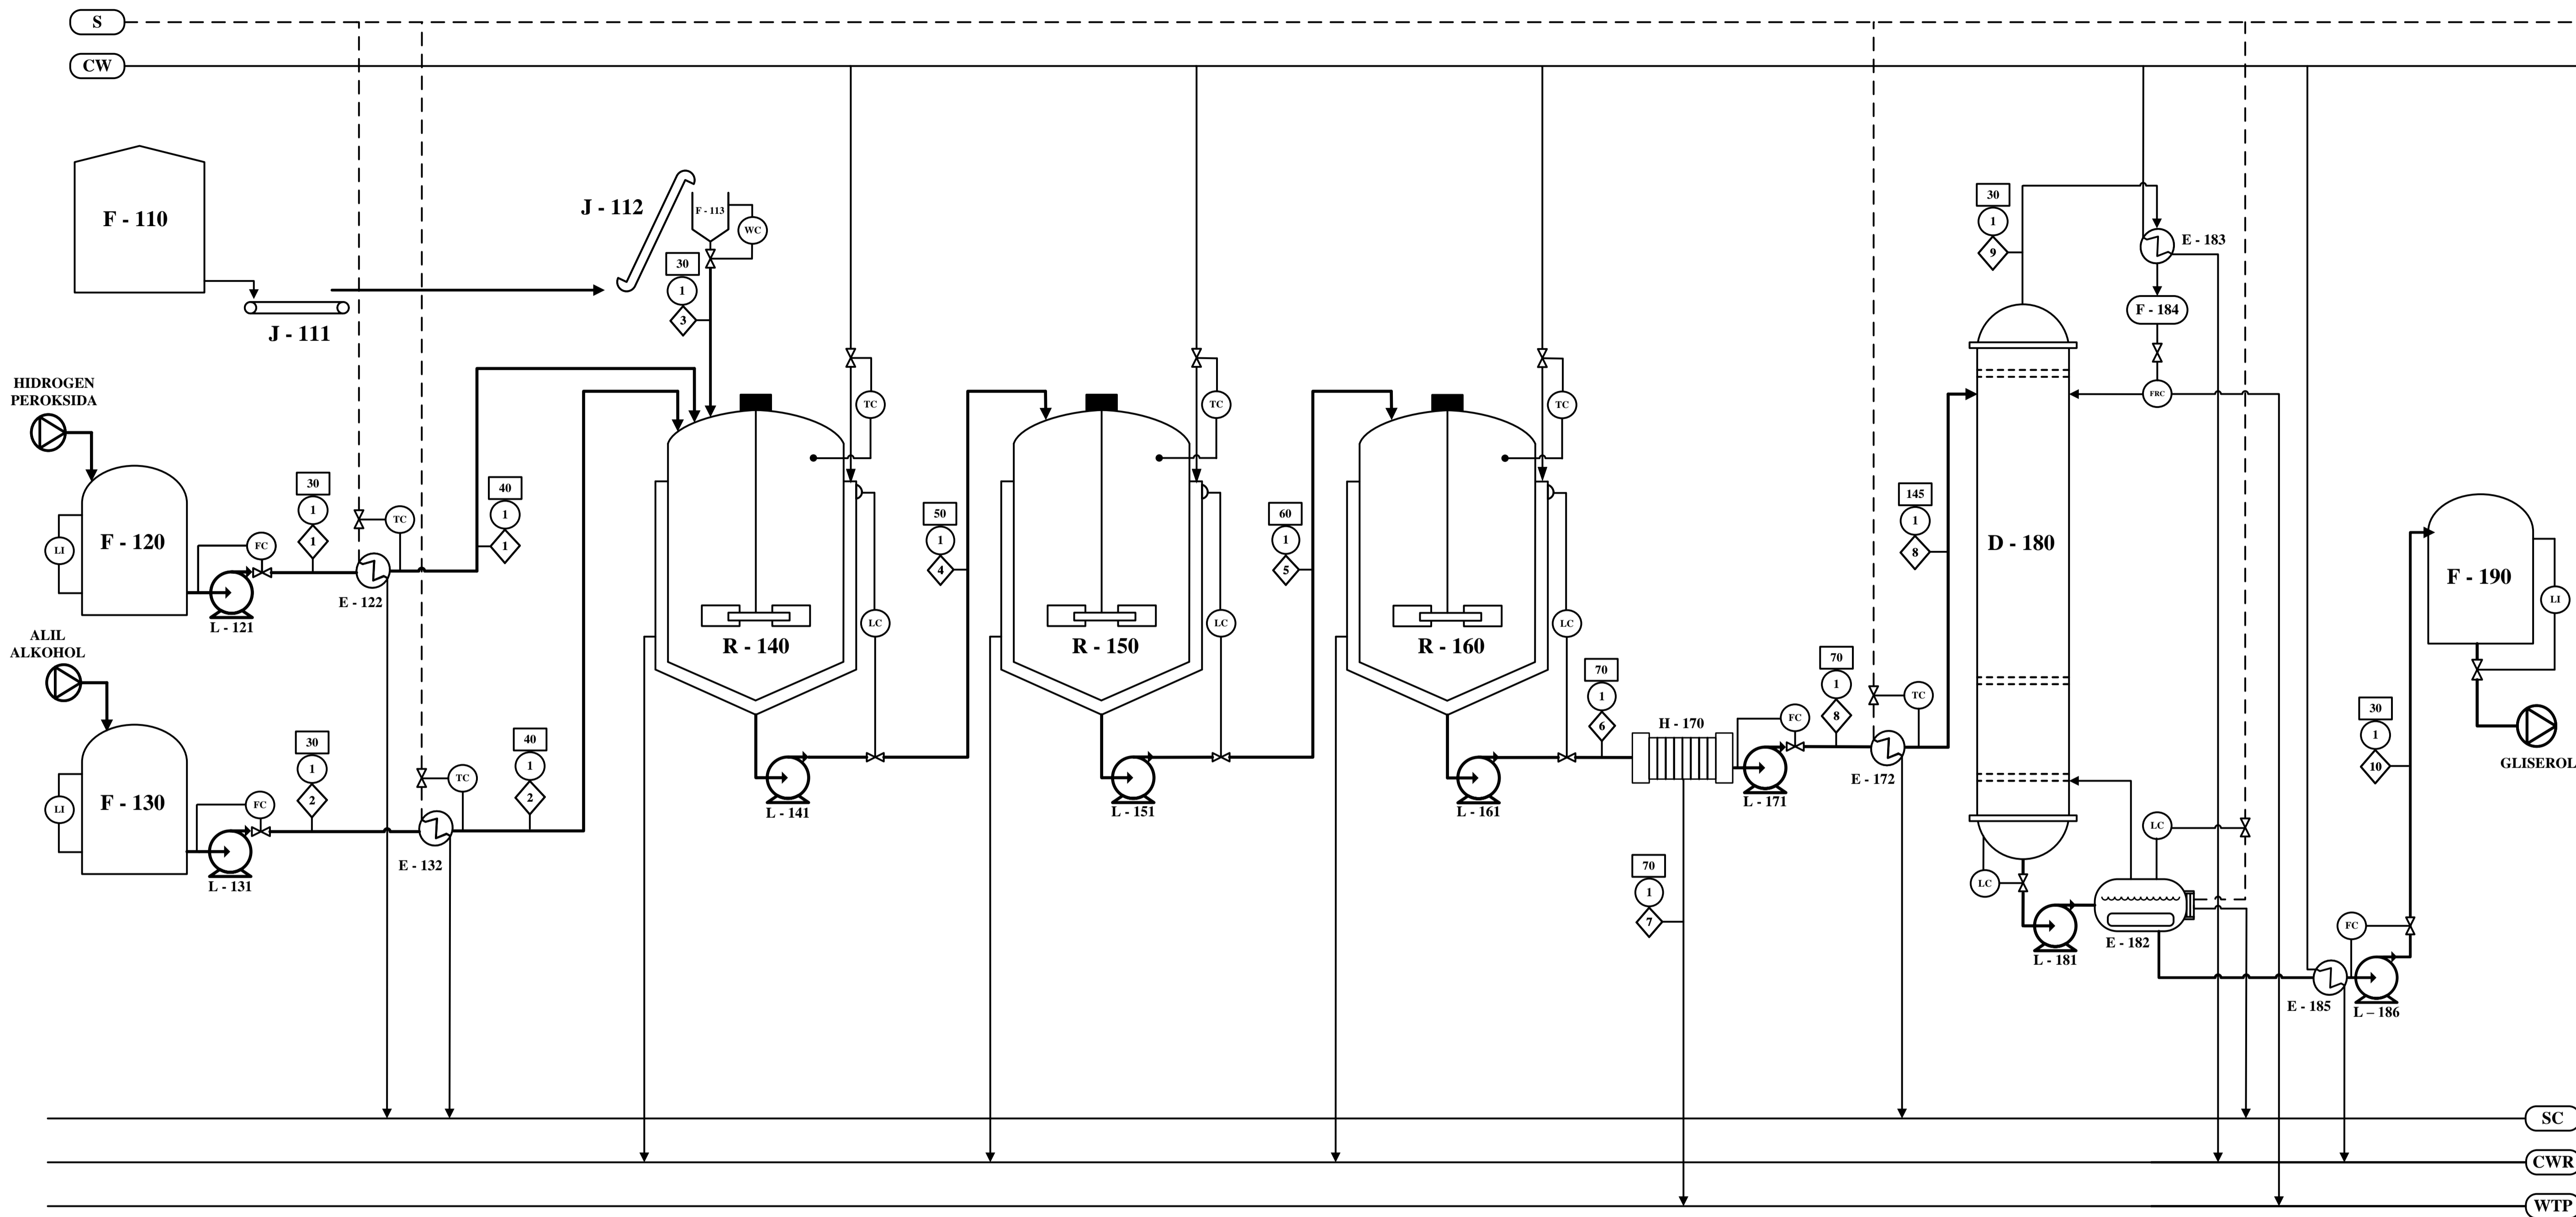 S
CW
F - 110
J - 111
J - 112
F - 113
WC
30
1
3
HIDROGEN
PEROKSIDA
F - 120
LI
L - 121
FC
30
1
1
E - 122
TC
40
1
1
ALIL
ALKOHOL
F - 130
LI
L - 131
FC
30
1
2
E - 132
TC
40
1
2
R - 140
TC
LC
L - 141
50
1
4
R - 150
TC
LC
L - 151
60
1
5
R - 160
TC
LC
L - 161
70
1
6
H - 170
70
1
7
L - 171
FC
70
1
8
E - 172
TC
145
1
8
D - 180
30
1
9
E - 183
F - 184
FRC
LC
L - 181
LC
E - 182
E - 185
FC
L – 186
30
1
10
F - 190
LI
GLISEROL
SC
CWR
WTP